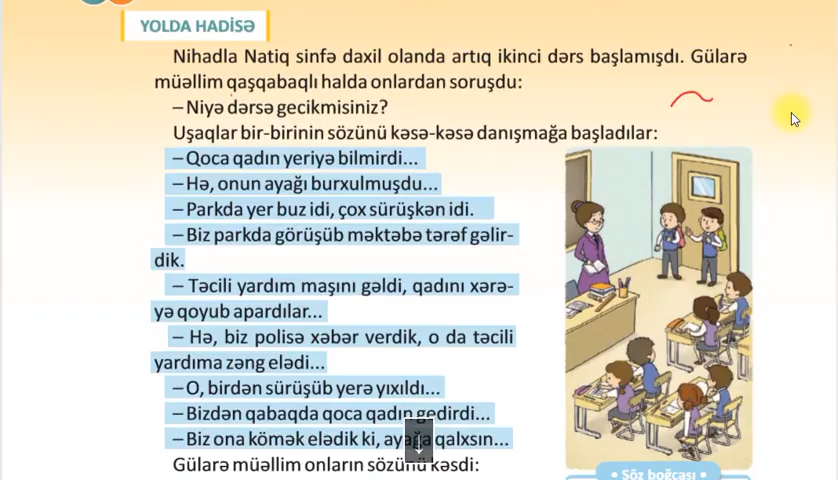 YOLDA HADİSƏ
Nihadla Natiq sinfə daxil olanda artıq ikinci dərs başlamışdı. Gülarə
müəllim qaşqabaqlı halda onlardan soruşdu:
– Niyə dərsə gecikmisiniz?
Uşaqlar bir-birinin sözünü kəsə-kəsə danışmağa başladılar:
– Qoca qadın yeriyə bilmirdi...
– Hə, onun ayağı burxulmuşdu...
– Parkda yer buz idi, çox sürüşkən idi.
– Biz parkda görüşüb məktəbə tərəf gəlir-
dik.
– Təcili yardım maşını gəldi, qadını xərə-
yə qoyub apardılar...
– Hə, biz polisə xəbər verdik, o da təcili
yardıma zəng elədi...
– O, birdən sürüşüb yerə yıxıldı...
– Bizdən qabaqda qoca qadın gedirdi...
– Biz ona kömək elədik ki, ayağa qalxsın...
Gülarə müəllim onların sözünü kəsdi:
• Söz boğçası •